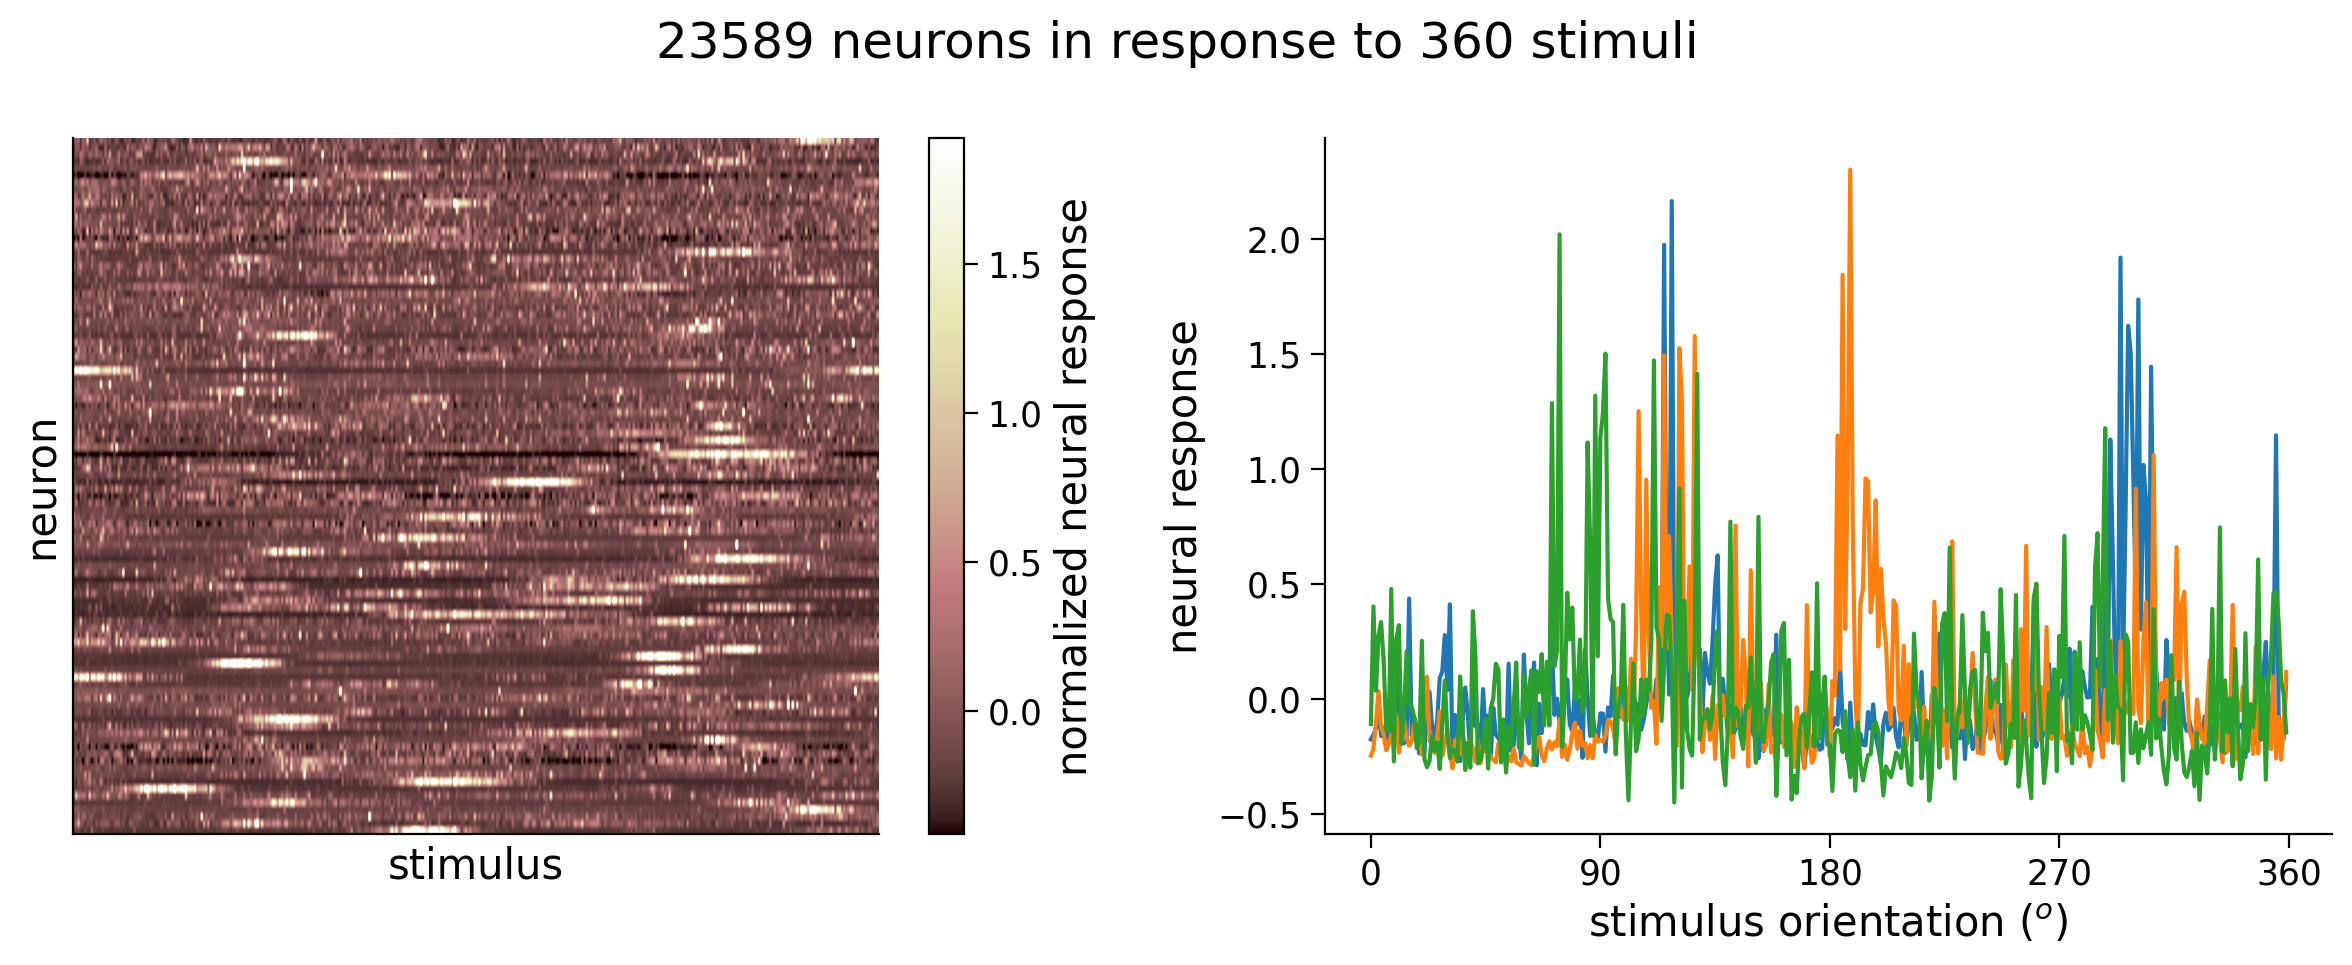 23589 neurons in response to 360 stimuli
neuron
stimulus
1.5
1.0
0.5
0.0
normalized neural response
neural response
2.0
1.5
1.0
0.5
0.0
−0.5
0 90 180 270 360
stimulus orientation (°)